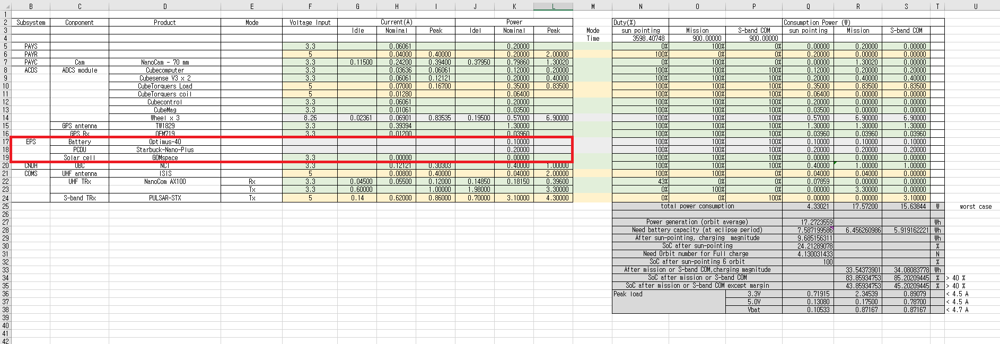 B C D E F G H I J K L M N O P Q R S T U
1
2 Subsystem Conponent Product Mode Voltage Input Current(A) Power Duty(%) Consumption Power (W)
3 Idle Nominal Peak Idel Nominal Peak Mode sun pointing Mission S-band COM sun pointing Mission S-band COM
4 Time 3598.40748 900.00000 900.00000
5 PAYS 3.3 0.06061 0.20000 0% 100% 0% 0.00000 0.20000 0.00000
6 PAYR 5 0.04000 0.40000 0.20000 2.00000 100% 0% 0% 0.20000 0.00000 0.00000
7 PAYC Cam NanoCam - 70 mm 3.3 0.11500 0.24200 0.39400 0.37950 0.79860 1.30020 0% 100% 0% 0.00000 1.30020 0.00000
8 ACDS ADCS module Cubecomputer 3.3 0.03636 0.06061 0.12000 0.20000 100% 100% 100% 0.12000 0.20000 0.20000
9 Cubesense V3 x 2 3.3 0.06061 0.12121 0.20000 0.40000 100% 100% 100% 0.20000 0.40000 0.40000
10 CubeTorquers Load 5 0.07000 0.16700 0.35000 0.83500 100% 100% 100% 0.35000 0.83500 0.83500
11 CubeTorquers coil 5 0.01280 0.06400 100% 100% 100% 0.06400 0.00000 0.00000
12 Cubecontrol 3.3 0.06061 0.20000 100% 100% 100% 0.20000 0.00000 0.00000
13 CubeMag 3.3 0.01061 0.03500 100% 100% 100% 0.03500 0.00000 0.00000
14 Wheel x 3 8.26 0.02361 0.06901 0.83535 0.19500 0.57000 6.90000 100% 100% 100% 0.57000 6.90000 6.90000
15 GPS antenna TW1829 3.3 0.39394 1.30000 100% 100% 100% 1.30000 1.30000 1.30000
16 GPS Rx OEM719 3.3 0.01200 0.03960 100% 100% 100% 0.03960 0.03960 0.03960
17 EPS Battery Optimus-40 0.10000 100% 100% 100% 0.10000 0.10000 0.10000
18 PCDU Starbuck-Nano-Plus 0.20000 100% 100% 100% 0.20000 0.20000 0.20000
19 Solar cell GOMspace 3.3 0.00000 0.00000 100% 100% 100% 0.00000 0.00000 0.00000
20 CNDH OBC NCT 3.3 0.12121 0.30303 0.40000 1.00000 100% 100% 100% 0.40000 1.00000 1.00000
21 COMS UHF antenna ISIS 5 0.00800 0.40000 0.04000 2.00000 100% 100% 0% 0.04000 0.04000 0.00000
22 UHF TRx NanoCom AX100 Rx 3.3 0.04500 0.05500 0.12000 0.14850 0.18150 0.39600 43% 0% 0% 0.07859 0.00000 0.00000
23 Tx 3.3 0.60000 1.00000 1.98000 3.30000 0% 100% 0% 0.00000 3.30000 0.00000
24 S-band TRx PULSAR-STX Tx 5 0.14 0.62000 0.86000 0.70000 3.10000 4.30000 0% 0% 100% 0.00000 0.00000 3.10000
25 total power consumption 4.33021 17.57200 15.63844 W worst case
26
27 Power generation (orbit average) 17.2723559 Wh
28 Need battery capacity (at eclipse period) 7.587199586 6.456260986 5.919162221 Wh
29 After sun-pointing, charging magnitude 9.685156311 Wh
30 SoC after sun-pointing 24.21289078 %
31 Need Orbit number for Full charge 4.130031433 N
32 SoC after sun-pointing 6 orbit 100 %
33 After mission or S-band COM,charging magnitude 33.54373901 34.08083778 Wh
34 SoC after mission or S-band COM 83.85934753 85.20209445 % > 40 %
35 SoC after mission or S-band COM except margin 43.85934753 45.20209445 % > 40 %
36 Peak load 3.3V 0.71915 2.34539 0.89079 < 4.5 A
37 5.0V 0.13080 0.17500 0.78700 < 4.5 A
38 Vbat 0.10533 0.87167 0.87167 < 4.7 A
39
40
41
42